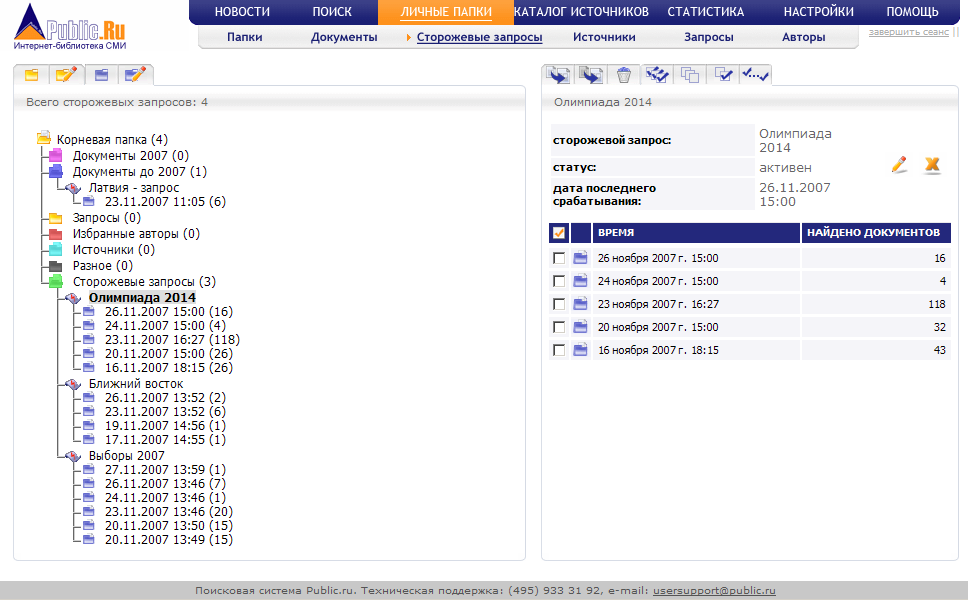 НОВОСТИ ПОИСК ЛИЧНЫЕ ПАПКИ КАТАЛОГ ИСТОЧНИКОВ СТАТИСТИКА НАСТРОЙКИ ПОМОЩЬ
Public.Ru
Интернет-библиотека СМИ
Папки Документы Сторожевые запросы Источники Запросы Авторы
завершить сеанс
Всего сторожевых запросов: 4
Корневая папка (4)
Документы 2007 (0)
Документы до 2007 (1)
Латвия - запрос
23.11.2007 11:05 (6)
Запросы (0)
Избранные авторы (0)
Источники (0)
Разное (0)
Сторожевые запросы (3)
Олимпиада 2014
26.11.2007 15:00 (16)
24.11.2007 15:00 (4)
23.11.2007 16:27 (118)
20.11.2007 15:00 (26)
16.11.2007 18:15 (26)
Ближний восток
26.11.2007 13:52 (2)
23.11.2007 13:52 (6)
19.11.2007 14:56 (1)
17.11.2007 14:55 (1)
Выборы 2007
27.11.2007 13:59 (1)
26.11.2007 13:46 (7)
24.11.2007 13:46 (1)
23.11.2007 13:46 (20)
20.11.2007 13:50 (15)
20.11.2007 13:49 (15)
Олимпиада 2014
сторожевой запрос: Олимпиада
2014
статус: активен
дата последнего 26.11.2007
срабатывания: 15:00
ВРЕМЯ НАЙДЕНО ДОКУМЕНТОВ
26 ноября 2007 г. 15:00 16
24 ноября 2007 г. 15:00 4
23 ноября 2007 г. 16:27 118
20 ноября 2007 г. 15:00 32
16 ноября 2007 г. 18:15 43
Поисковая система Public.ru. Техническая поддержка: (495) 933 31 92, e-mail: usersupport@public.ru